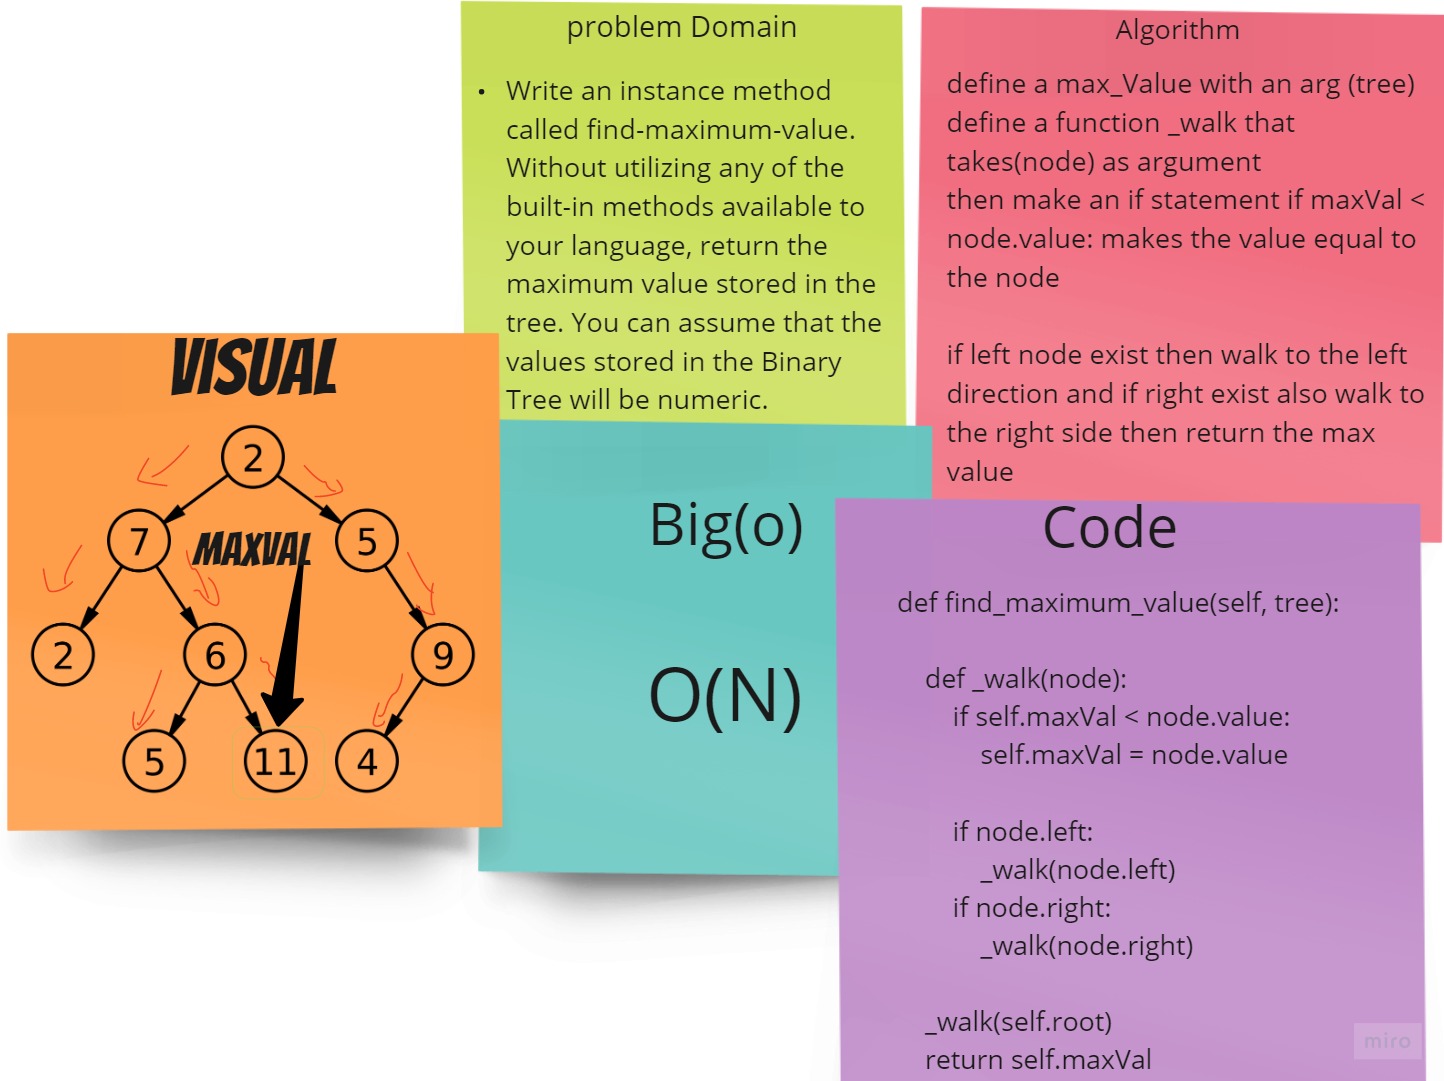 problem Domain
• Write an instance method
called find-maximum-value.
Without utilizing any of the
built-in methods available to
your language, return the
maximum value stored in the
tree. You can assume that the
values stored in the Binary
Tree will be numeric.
Algorithm
define a max_Value with an arg (tree)
define a function _walk that
takes(node) as argument
then make an if statement if maxVal <
node.value: makes the value equal to
the node
if left node exist then walk to the left
direction and if right exist also walk to
the right side then return the max
value
VISUAL
2
7
MAXVAL
5
2
6
9
5
11
4
Big(o)
O(N)
Code
def find_maximum_value(self, tree):
def _walk(node):
if self.maxVal < node.value:
self.maxVal = node.value
if node.left:
_walk(node.left)
if node.right:
_walk(node.right)
_walk(self.root)
return self.maxVal
miro